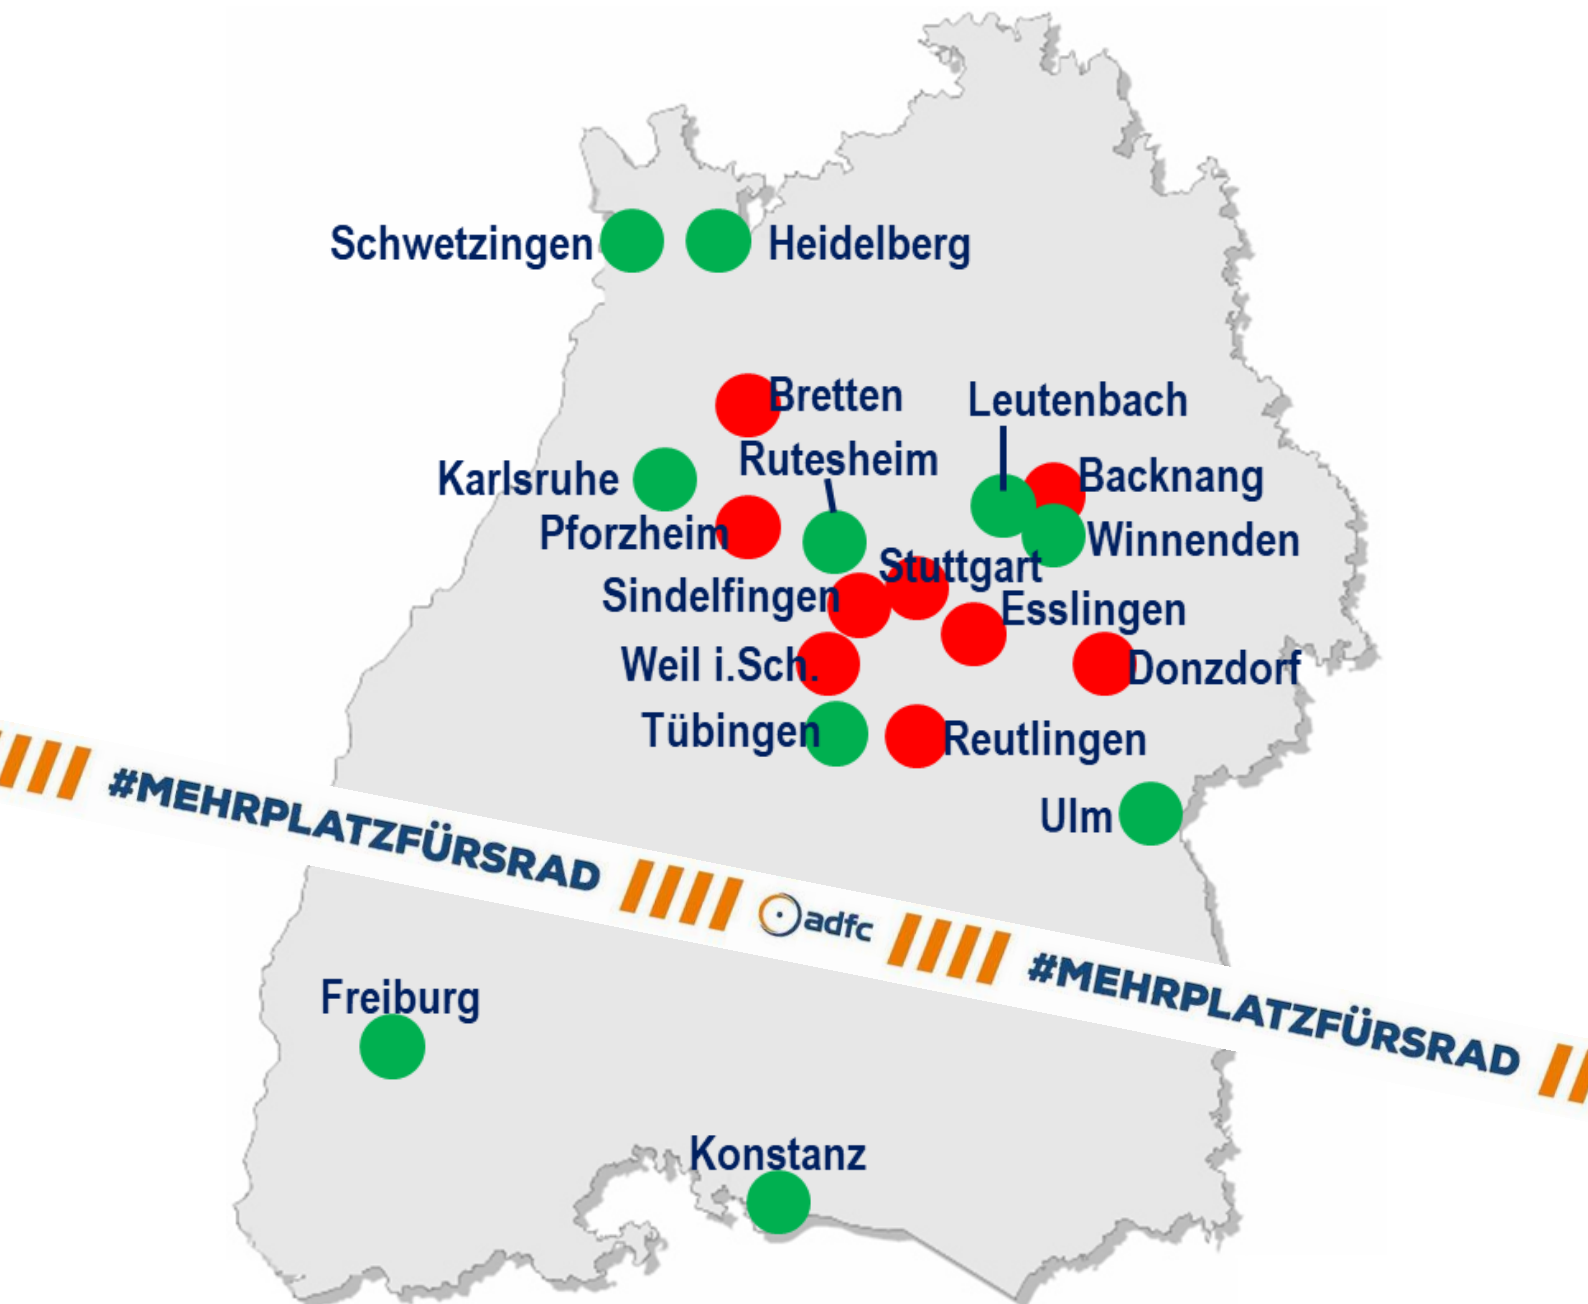 Schwetzingen
Heidelberg
Bretten
Leutenbach
Rutesheim
Karlsruhe
Backnang
Pforzheim
Winnenden
Stuttgart
Sindelfingen
Esslingen
Weil i.Sch.
Donzdorf
Tübingen
Reutlingen
Ulm
#MEHRPLATZFÜRSRAD adfc #MEHRPLATZFÜRSRAD
Freiburg
Konstanz